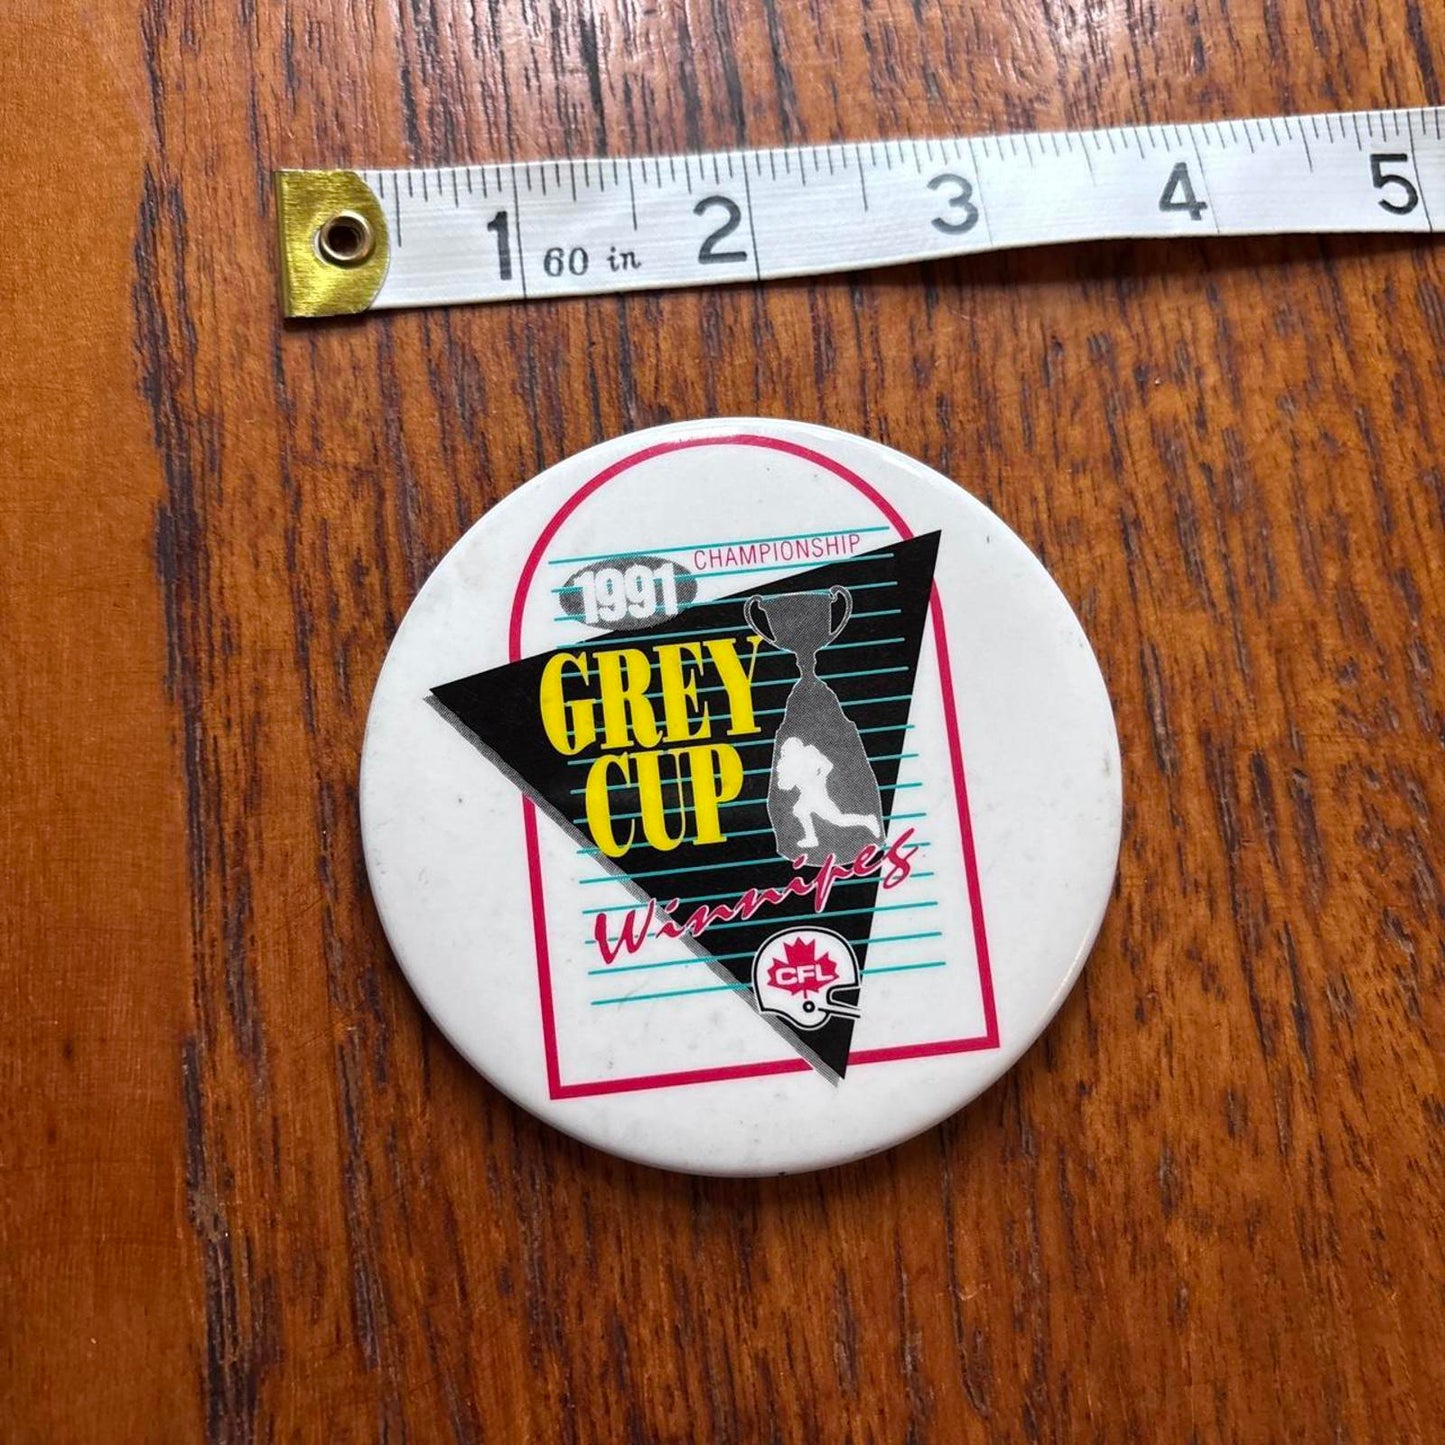 1 2 3 4 5
60 in
CHAMPIONSHIP
1991
GREY
CUP
Winnipeg
CFL